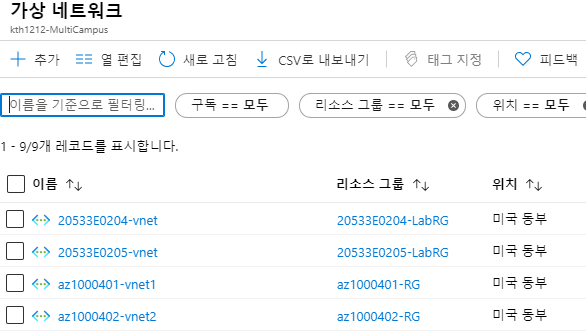 가상 네트워크
kth1212-MultiCampus
추가 열 편집 새로 고침 CSV로 내보내기 태그 지정 피드백
이름을 기준으로 필터링... 구독 == 모두 리소스 그룹 == 모두 위치 == 모두
1 - 9/9개 레코드를 표시합니다.
이름 리소스 그룹 위치
20533E0204-vnet 20533E0204-LabRG 미국 동부
20533E0205-vnet 20533E0205-LabRG 미국 동부
az1000401-vnet1 az1000401-RG 미국 동부
az1000402-vnet2 az1000402-RG 미국 동부